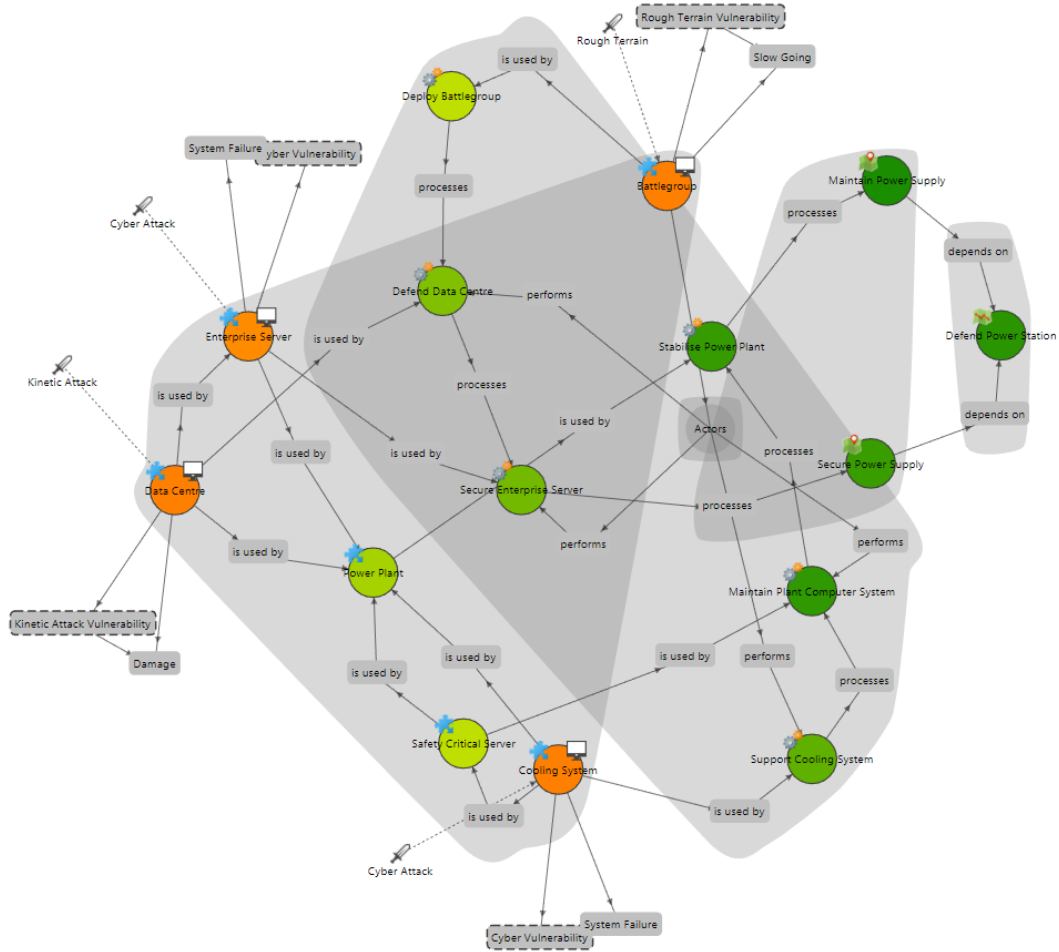 Rough Terrain Vulnerability
Rough Terrain
is used by
Slow Going
Deploy Battlegroup
System Failure
yber Vulnerability
Battlegroup
Maintain Power Supply
processes
processes
Cyber Attack
depends on
Defend Data Centre
performs
Enterprise Server
is used by
Stabilise Power Plant
Defend Power Station
Kinetic Attack
processes
is used by
depends on
is used by
Actors
is used by
is used by
processes
Secure Power Supply
Data Centre
Secure Enterprise Server
processes
is used by
performs
performs
Power Plant
Maintain Plant Computer System
Kinetic Attack Vulnerability
is used by
is used by
performs
Damage
is used by
processes
Safety Critical Server
Support Cooling System
Cooling System
is used by
is used by
Cyber Attack
System Failure
Cyber Vulnerability